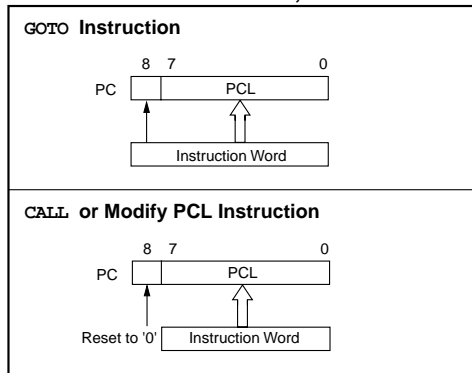 GOTO Instruction
8 7 0
PC PCL
Instruction Word
CALL or Modify PCL Instruction
8 7 0
PC PCL
Reset to '0' Instruction Word